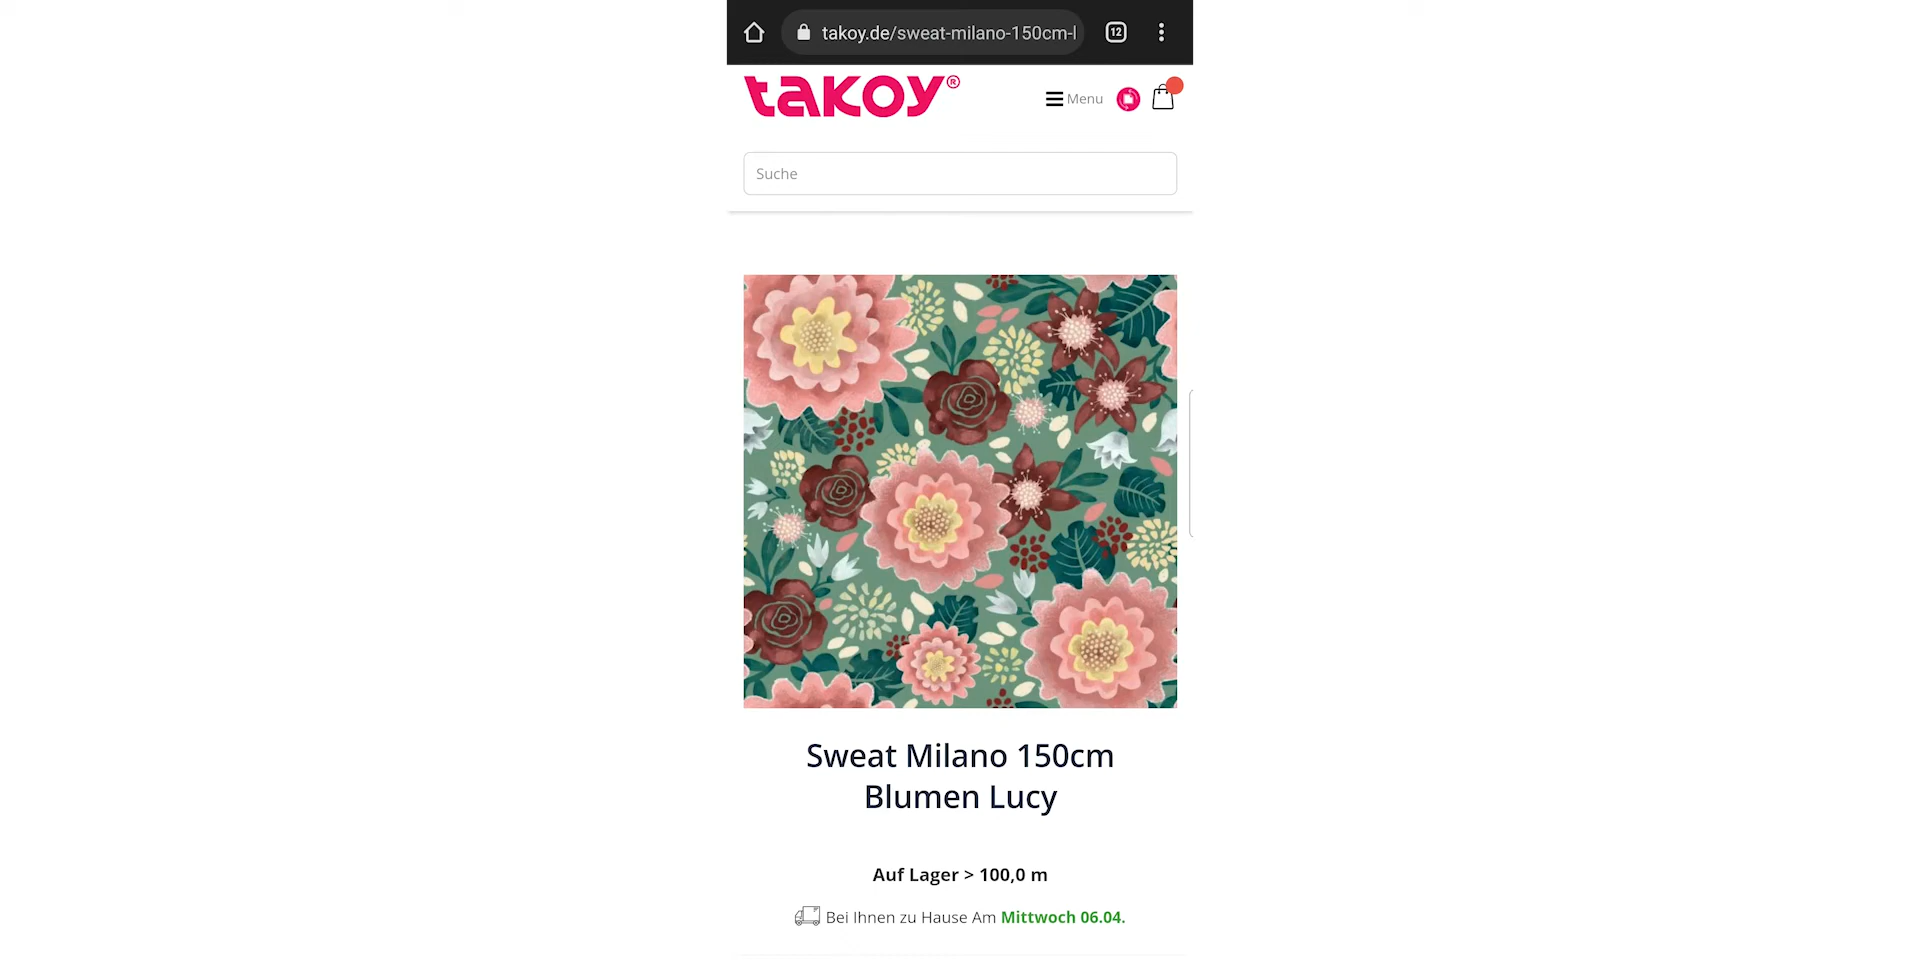 takoy.de/sweat-milano-150cm-l
12
takoy®
Menu
Suche
Sweat Milano 150cm
Blumen Lucy
Auf Lager > 100,0 m
Bei Ihnen zu Hause Am Mittwoch 06.04.